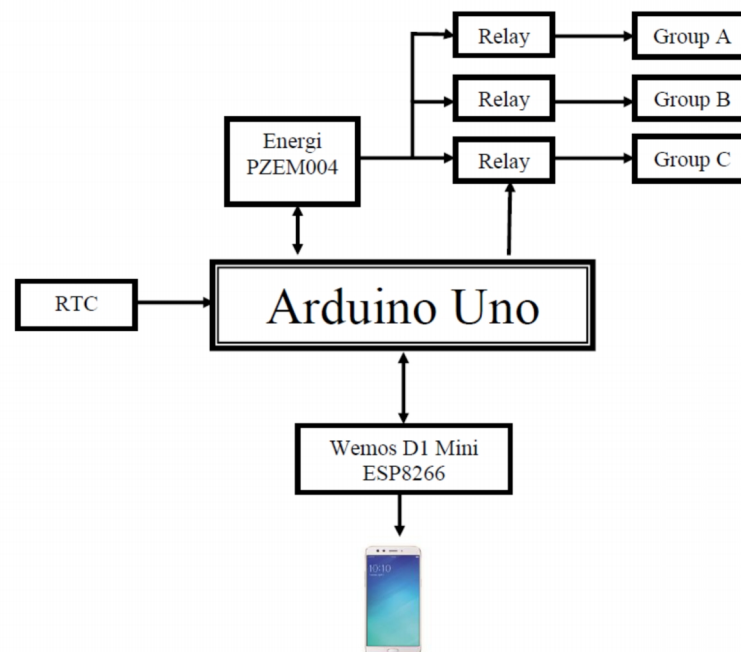 Relay
Group A
Relay
Group B
Energi
PZEM004
Relay
Group C
RTC
Arduino Uno
Wemos D1 Mini
ESP8266
10:10